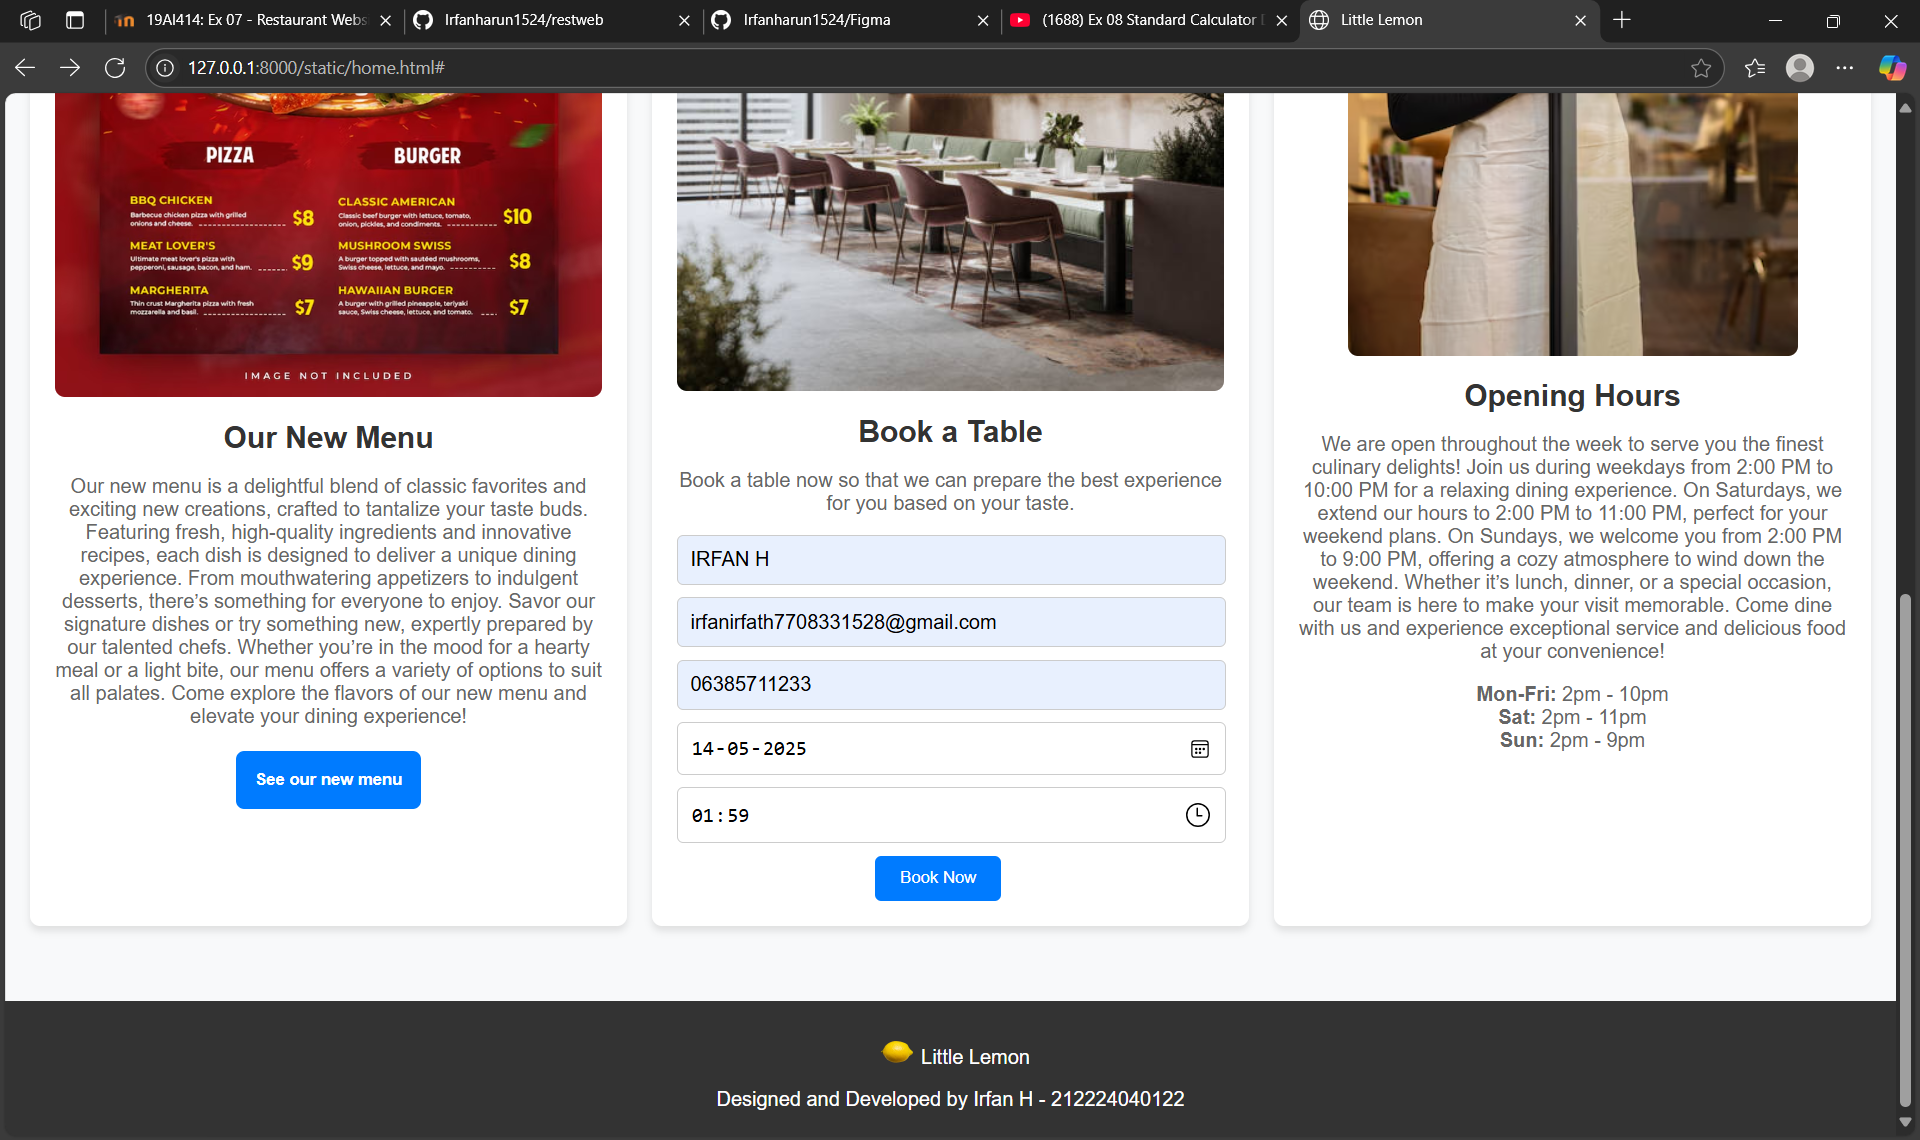 19AI414: Ex 07 - Restaurant Webs
Irfanharun1524/restweb
Irfanharun1524/Figma
(1688) Ex 08 Standard Calculator
Little Lemon
127.0.0.1:8000/static/home.html#
PIZZA
BBQ CHICKEN
Barbecue chicken pizza with grilled
onions and cheese.
$8
MEAT LOVER'S
Ultimate meat lover's pizza with
pepperoni, sausage, bacon, and ham.
$9
MARGHERITA
Thin crust Margherita pizza with fresh
mozzarella and basil.
$7
BURGER
CLASSIC AMERICAN
Classic beef burger with lettuce, tomato,
onion, pickles, and condiments.
$10
MUSHROOM SWISS
A burger topped with sautéed mushrooms,
Swiss cheese, lettuce, and mayo.
$8
HAWAIIAN BURGER
A burger with grilled pineapple, teriyaki
sauce, Swiss cheese, lettuce, and tomato.
$7
IMAGE NOT INCLUDED
Our New Menu
Our new menu is a delightful blend of classic favorites and
exciting new creations, crafted to tantalize your taste buds.
Featuring fresh, high-quality ingredients and innovative
recipes, each dish is designed to deliver a unique dining
experience. From mouthwatering appetizers to indulgent
desserts, there’s something for everyone to enjoy. Savor our
signature dishes or try something new, expertly prepared by
our talented chefs. Whether you’re in the mood for a hearty
meal or a light bite, our menu offers a variety of options to suit
all palates. Come explore the flavors of our new menu and
elevate your dining experience!
See our new menu
Book a Table
Book a table now so that we can prepare the best experience
for you based on your taste.
IRFAN H
irfanirfath7708331528@gmail.com
06385711233
14-05-2025
01:59
Book Now
Opening Hours
We are open throughout the week to serve you the finest
culinary delights! Join us during weekdays from 2:00 PM to
10:00 PM for a relaxing dining experience. On Saturdays, we
extend our hours to 2:00 PM to 11:00 PM, perfect for your
weekend plans. On Sundays, we welcome you from 2:00 PM
to 9:00 PM, offering a cozy atmosphere to wind down the
weekend. Whether it’s lunch, dinner, or a special occasion,
our team is here to make your visit memorable. Come dine
with us and experience exceptional service and delicious food
at your convenience!
Mon-Fri: 2pm - 10pm
Sat: 2pm - 11pm
Sun: 2pm - 9pm
Little Lemon
Designed and Developed by Irfan H - 212224040122